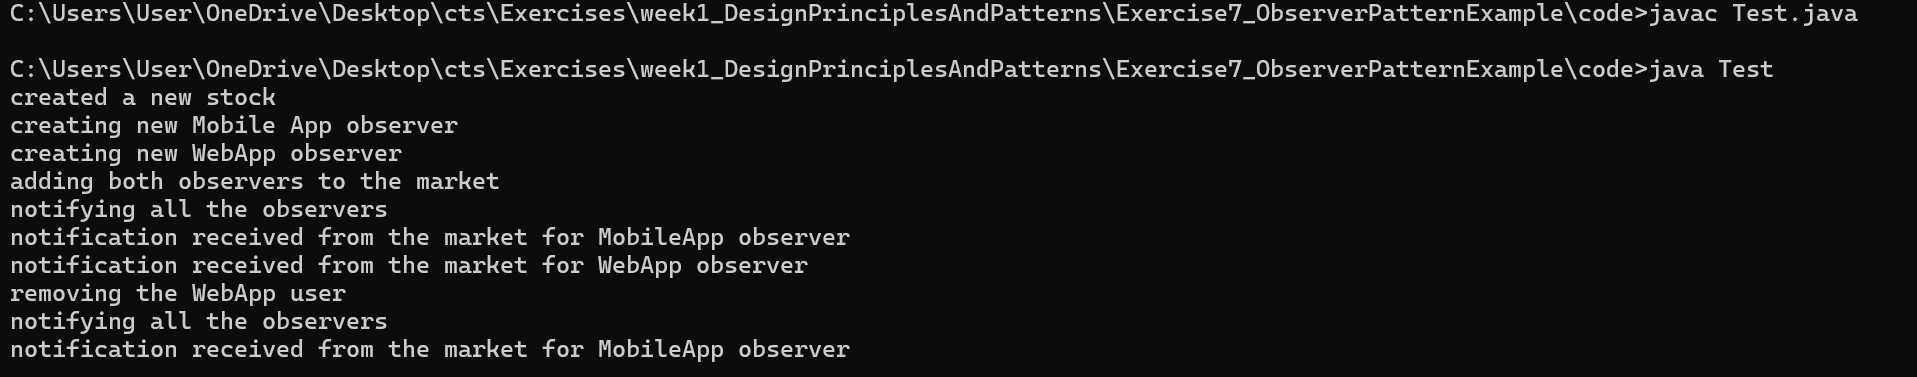 C:\Users\User\OneDrive\Desktop\cts\Exercises\week1_DesignPrinciplesAndPatterns\Exercise7_ObserverPatternExample\code>javac Test.java
C:\Users\User\OneDrive\Desktop\cts\Exercises\week1_DesignPrinciplesAndPatterns\Exercise7_ObserverPatternExample\code>java Test
created a new stock
creating new Mobile App observer
creating new WebApp observer
adding both observers to the market
notifying all the observers
notification received from the market for MobileApp observer
notification received from the market for WebApp observer
removing the WebApp user
notifying all the observers
notification received from the market for MobileApp observer